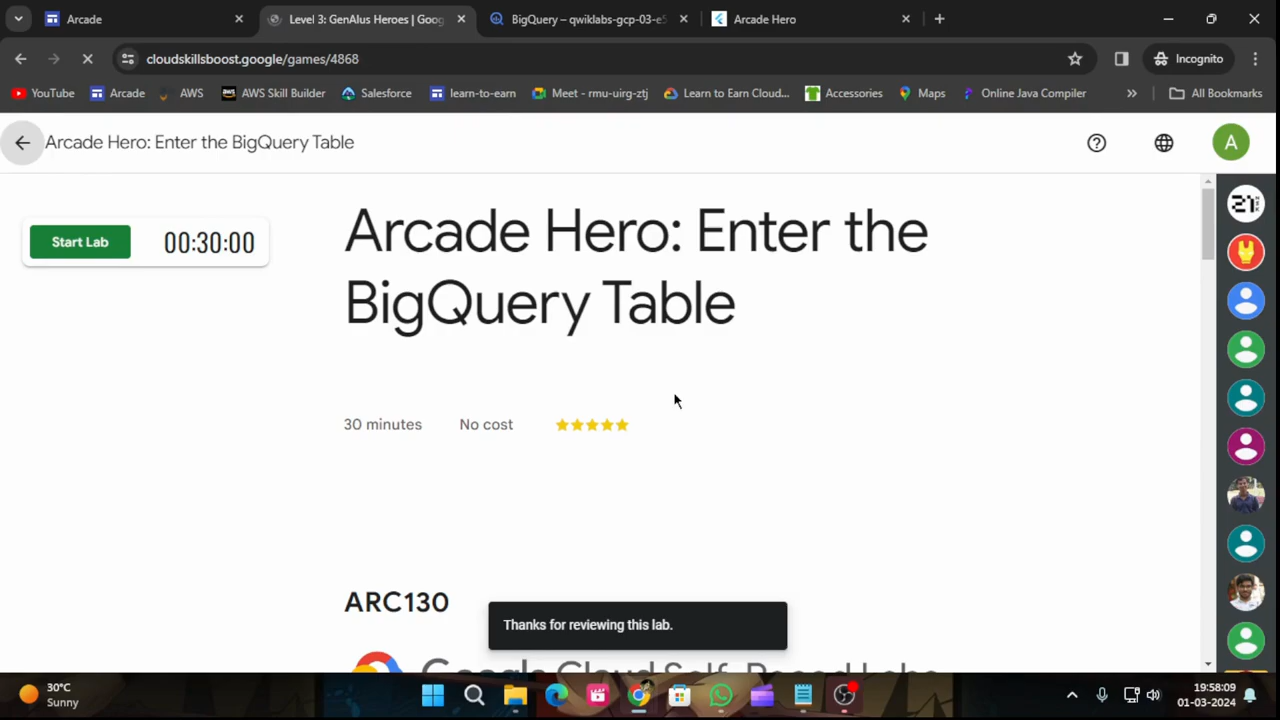 Arcade
Level 3: GenAIus Heroes | Goog
BigQuery – qwiklabs-gcp-03-e5
Arcade Hero
cloudskillsboost.google/games/4868
Incognito
YouTube
Arcade
AWS
AWS Skill Builder
Salesforce
learn-to-earn
Meet - rmu-uirg-ztj
Learn to Earn Cloud...
Accessories
Maps
Online Java Compiler
All Bookmarks
Arcade Hero: Enter the BigQuery Table
A
Start Lab
00:30:00
Arcade Hero: Enter the
BigQuery Table
30 minutes
No cost
ARC130
Thanks for reviewing this lab.
30°C
Sunny
19:58:09
01-03-2024